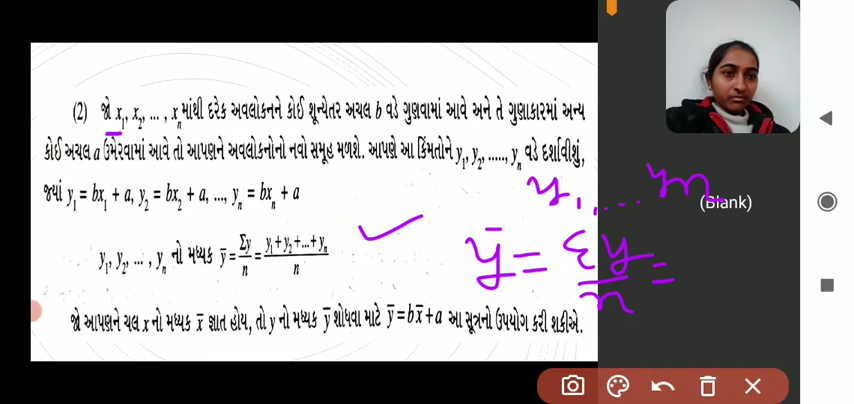 (2) જો x₁, x₂, ... , xₙ માંથી દરેક અવલોકનને કોઈ શૂન્યેતર અચલ b વડે ગુણવામાં આવે અને તે ગુણાકારમાં અન્ય
કોઈ અચલ a ઉમેરવામાં આવે તો આપણને અવલોકનોનો નવો સમૂહ મળશે. આપણે આ કિંમતોને y₁, y₂, ....., yₙ વડે દર્શાવીશું,
જ્યાં y₁ = bx₁ + a, y₂ = bx₂ + a, ..., yₙ = bxₙ + a
y₁, .... yn
(Blank)
y₁, y₂, ... , yₙ નો મધ્યક ȳ = Σy/n = (y₁ + y₂ + ... + yₙ)/n
ȳ = Σy/n =
જો આપણને ચલ x નો મધ્યક x̄ જ્ઞાત હોય, તો y નો મધ્યક ȳ શોધવા માટે ȳ = bx̄ + a આ સૂત્રનો ઉપયોગ કરી શકીએ.